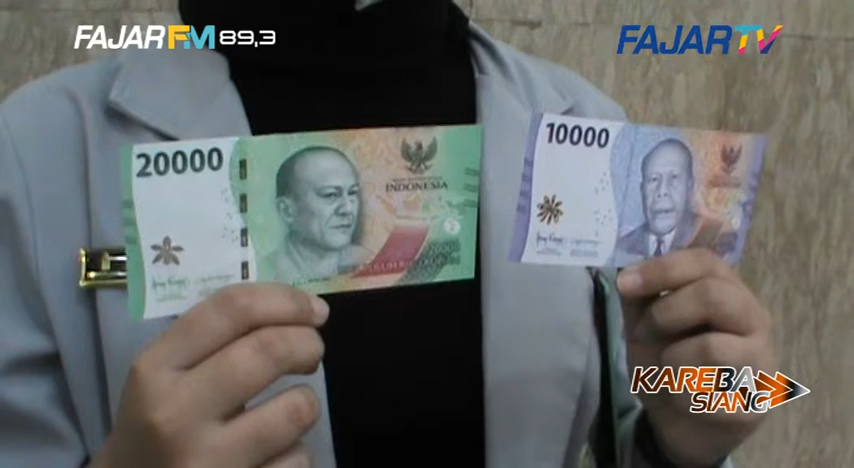 FAJAR FM 89,3
FAJAR TV
20000
INDONESIA
10000
KAREBA
SIANG